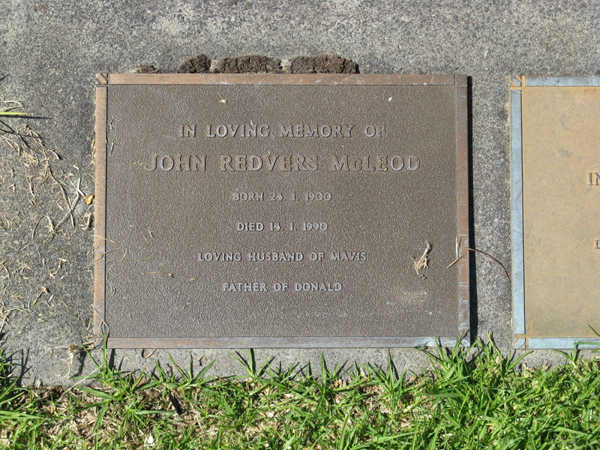 IN LOVING MEMORY OF
JOHN REDVERS McLEOD
BORN 24. 1. 1900
DIED 14. 1. 1990
LOVING HUSBAND OF MAVIS
FATHER OF DONALD